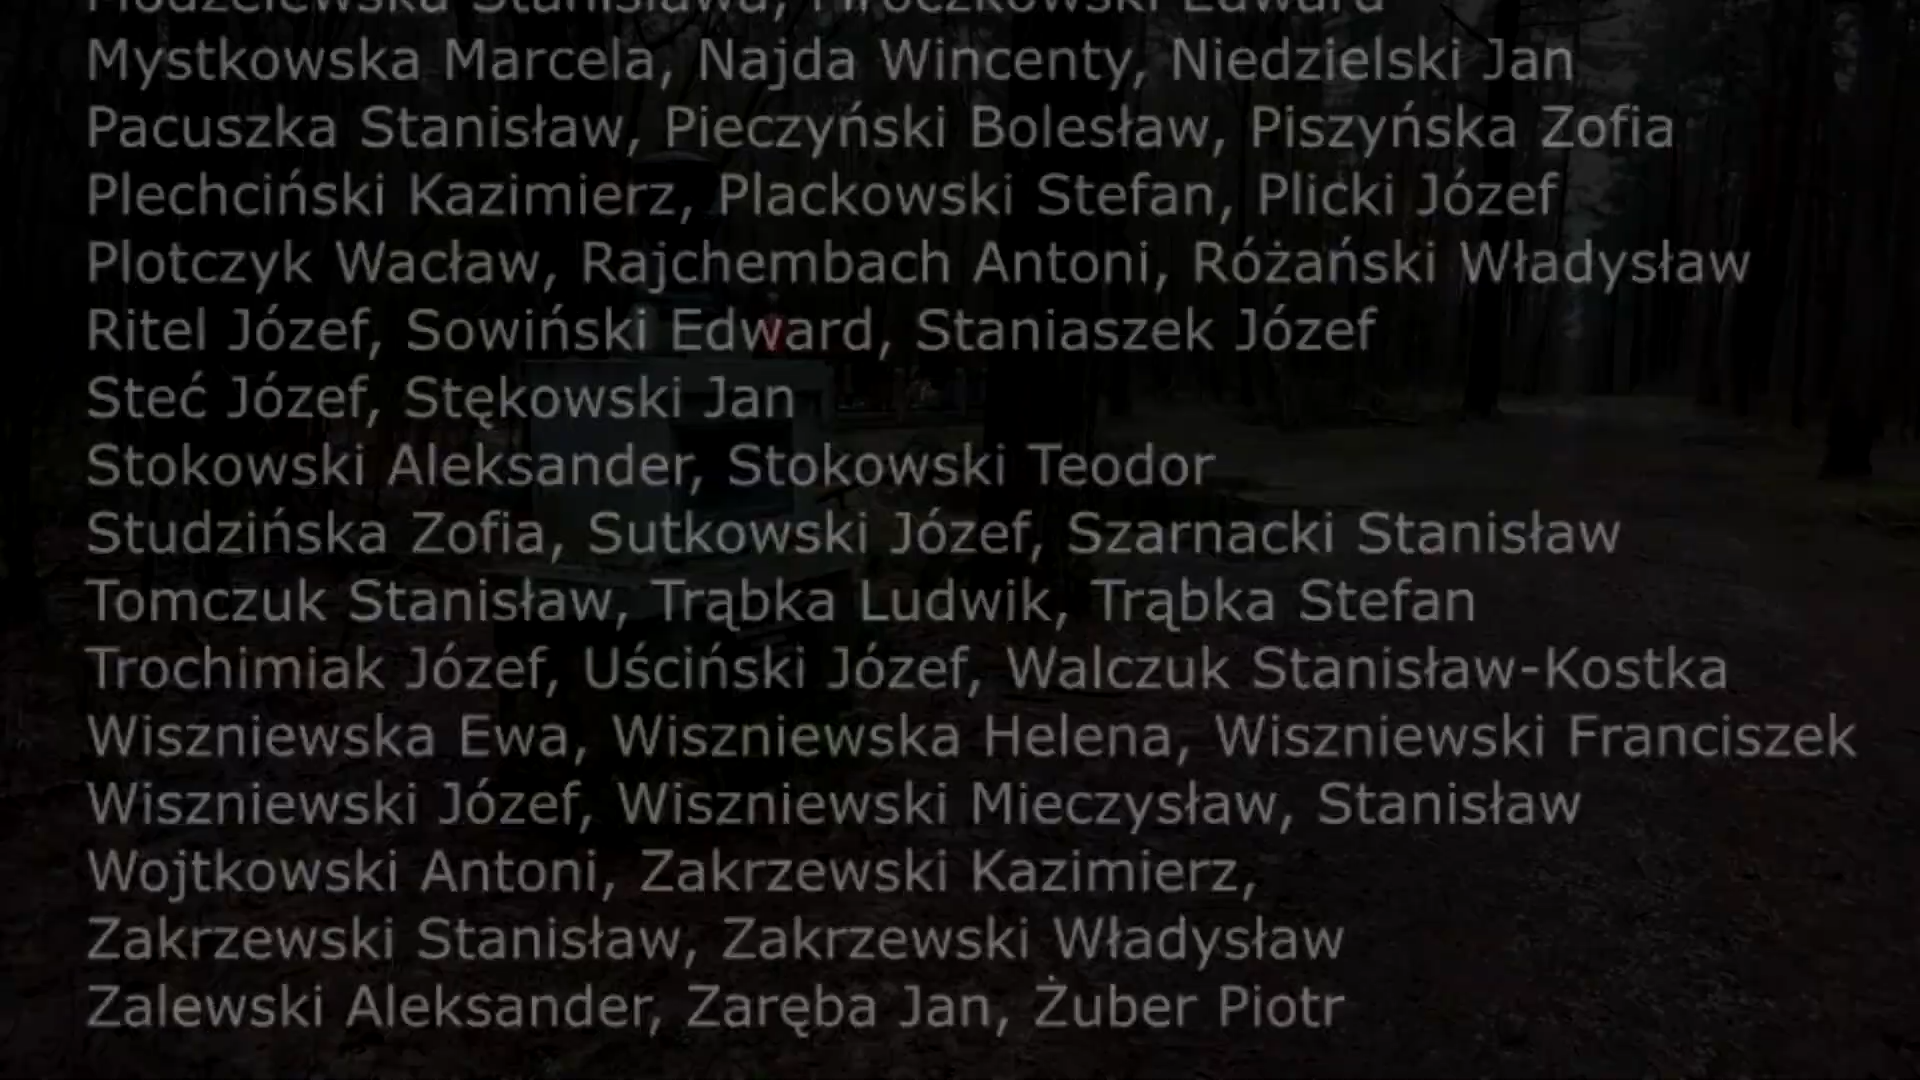 Modzelewska Stanisława, Mroczkowski Edward
Mystkowska Marcela, Najda Wincenty, Niedzielski Jan
Pacuszka Stanisław, Pieczyński Bolesław, Piszyńska Zofia
Plechciński Kazimierz, Plackowski Stefan, Plicki Józef
Plotczyk Wacław, Rajchembach Antoni, Różański Władysław
Ritel Józef, Sowiński Edward, Staniaszek Józef
Steć Józef, Stękowski Jan
Stokowski Aleksander, Stokowski Teodor
Studzińska Zofia, Sutkowski Józef, Szarnacki Stanisław
Tomczuk Stanisław, Trąbka Ludwik, Trąbka Stefan
Trochimiak Józef, Uściński Józef, Walczuk Stanisław-Kostka
Wiszniewska Ewa, Wiszniewska Helena, Wiszniewski Franciszek
Wiszniewski Józef, Wiszniewski Mieczysław, Stanisław
Wojtkowski Antoni, Zakrzewski Kazimierz,
Zakrzewski Stanisław, Zakrzewski Władysław
Zalewski Aleksander, Zaręba Jan, Żuber Piotr